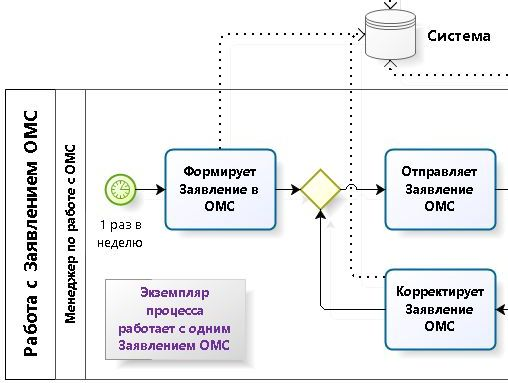 Система
Работа с Заявлением ОМС
Менеджер по работе с ОМС
Формирует
Заявление в
ОМС
Отправляет
Заявление
ОМС
1 раз в
неделю
Экземпляр
процесса
работает с одним
Заявлением ОМС
Корректирует
Заявление
ОМС